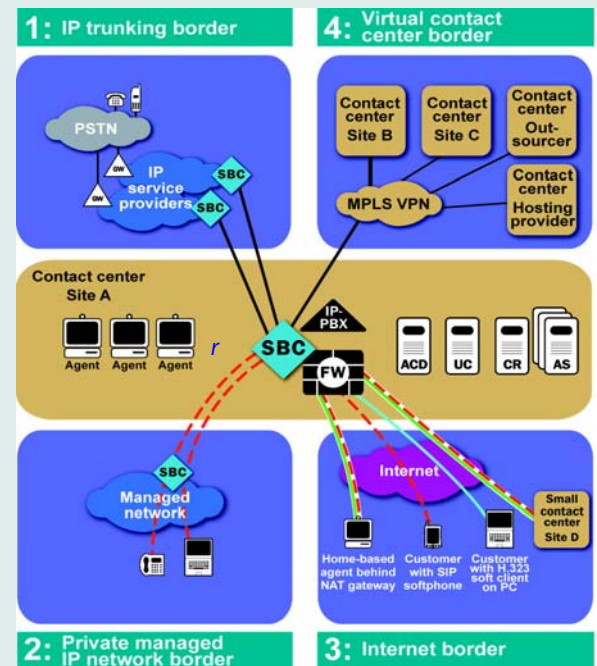 1: IP trunking border
PSTN
GW
GW
IP
service
providers
SBC
SBC
4: Virtual contact
center border
Contact
center
Site B
Contact
center
Site C
Contact
center
Out-
sourcer
MPLS VPN
Contact
center
Hosting
provider
Contact center
Site A
Agent
Agent
Agent
r
SBC
IP-
PBX
FW
ACD
UC
CR
AS
SBC
Managed
network
2: Private managed
IP network border
Internet
Home-based
agent behind
NAT gateway
Customer
with SIP
softphone
Customer
with H.323
soft client
on PC
Small
contact
center
Site D
3: Internet border